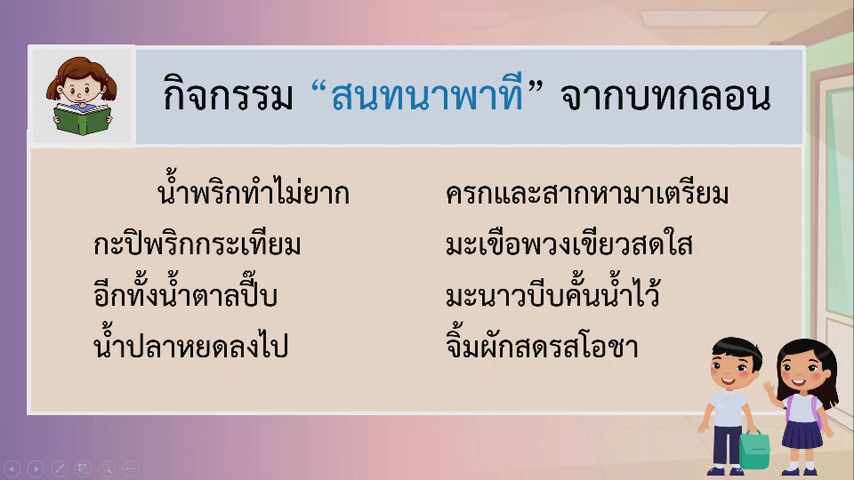 กิจกรรม “สนทนาพาที” จากบทกลอน
น้ำพริกทำไม่ยาก ครกและสากหามาเตรียม
กะปิพริกกระเทียม มะเขือพวงเขียวสดใส
อีกทั้งน้ำตาลปี๊บ มะนาวบีบคั้นน้ำไว้
น้ำปลาหยดลงไป จิ้มผักสดรสโอชา